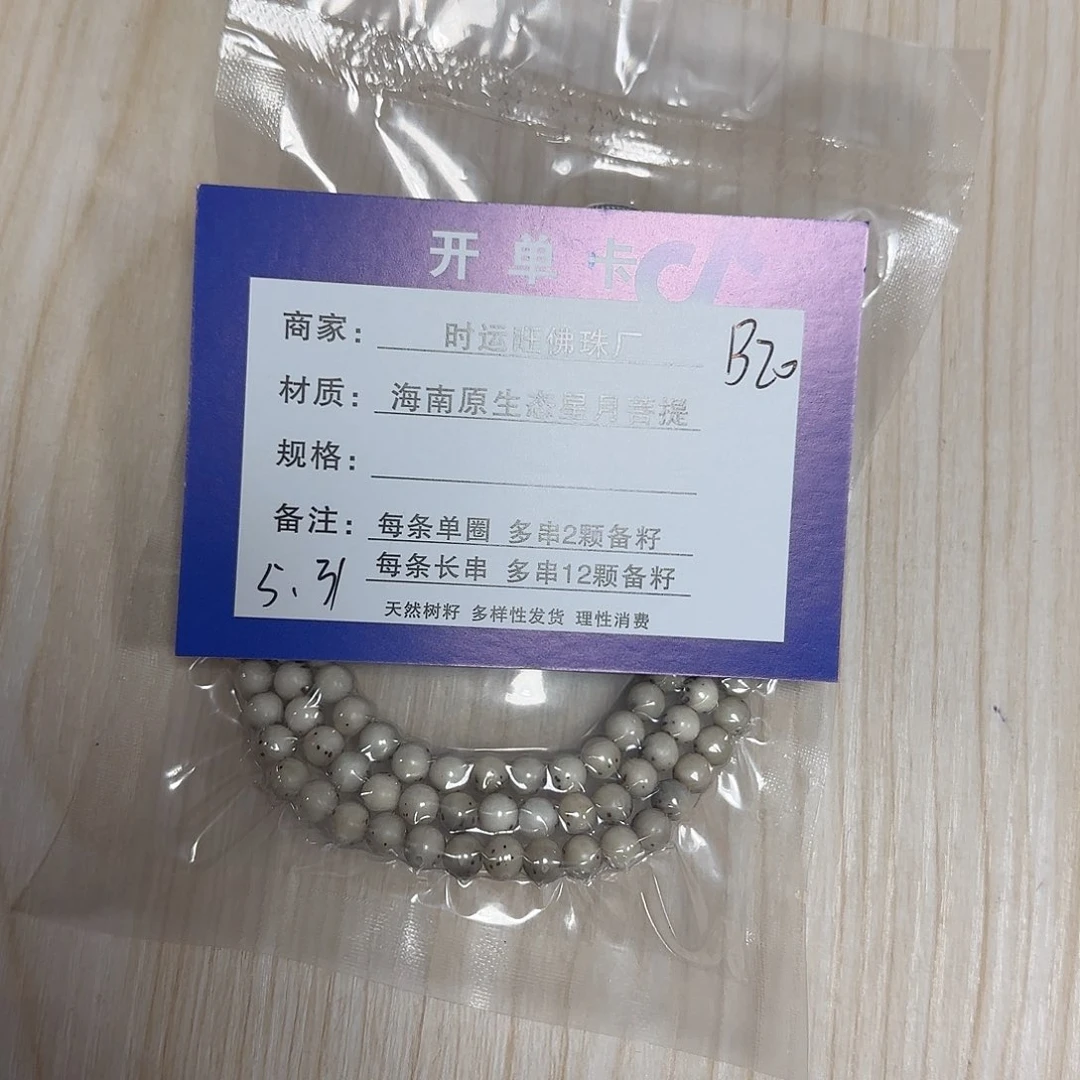 开单卡
商家：时运旺佛珠厂
B20
材质：海南原生态星月菩提
规格：
备注：每条单圈 多串2颗备籽
每条长串 多串12颗备籽
5.31
天然树籽 多样性发货 理性消费